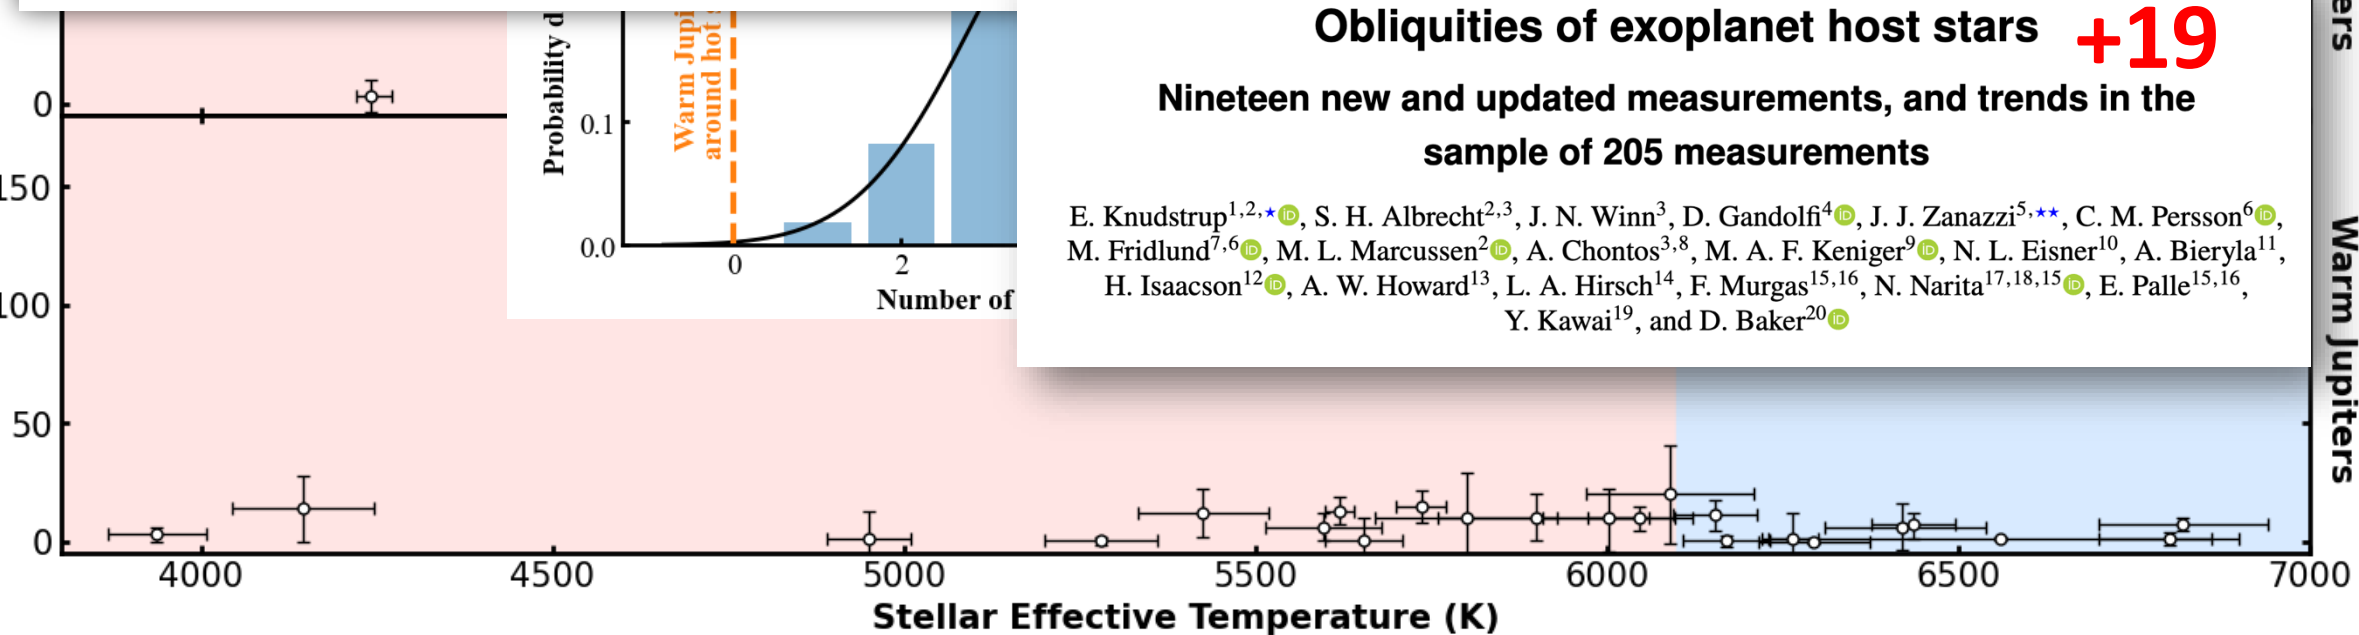 Obliquities of exoplanet host stars +19
Nineteen new and updated measurements, and trends in the
sample of 205 measurements
E. Knudstrup1,2,★, S. H. Albrecht2,3, J. N. Winn3, D. Gandolfi4, J. J. Zanazzi5,★★, C. M. Persson6,
M. Fridlund7,6, M. L. Marcussen2, A. Chontos3,8, M. A. F. Keniger9, N. L. Eisner10, A. Bieryla11,
H. Isaacson12, A. W. Howard13, L. A. Hirsch14, F. Murgas15,16, N. Narita17,18,15, E. Palle15,16,
Y. Kawai19, and D. Baker20
Probability d
Warm Jupi
around hot
0.1
0.0
0 2
Number of
0
150
100
50
0
4000 4500 5000 5500 6000 6500 7000
Stellar Effective Temperature (K)
ers
Warm Jupiters